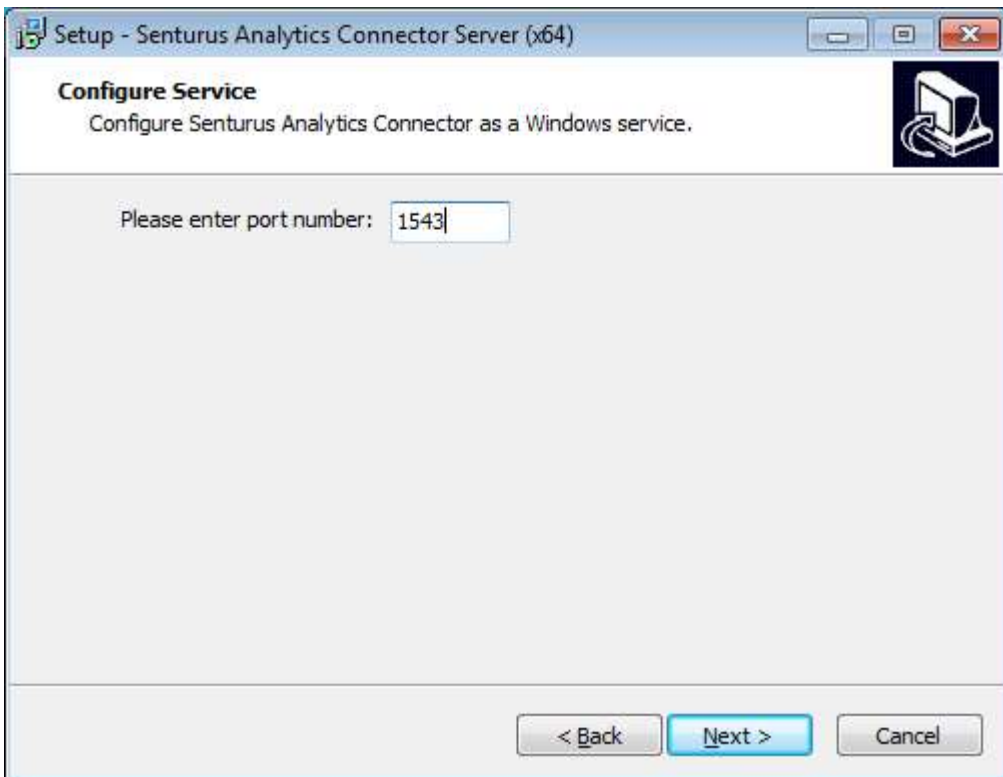 Setup - Senturus Analytics Connector Server (x64)
Configure Service
Configure Senturus Analytics Connector as a Windows service.
Please enter port number: 1543
< Back Next > Cancel